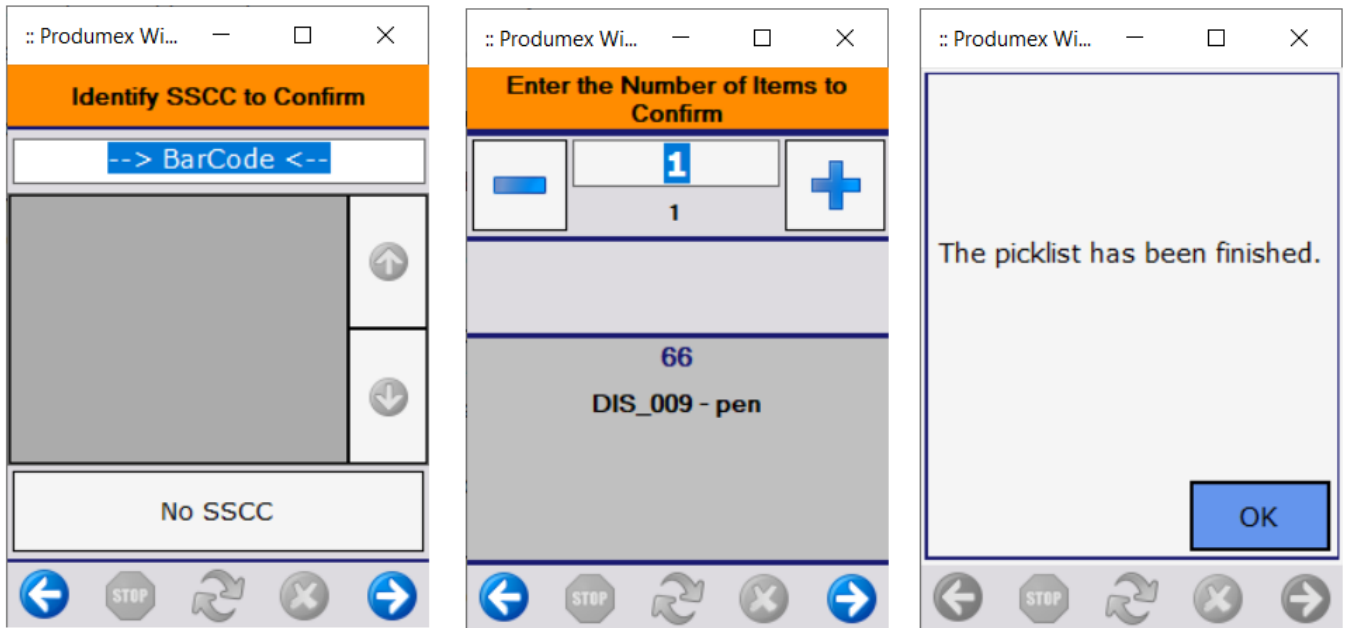 :: Produmex Wi...
Identify SSCC to Confirm
--> BarCode <--
No SSCC
STOP
:: Produmex Wi...
Enter the Number of Items to
Confirm
1
1
66
DIS_009 - pen
STOP
:: Produmex Wi...
The picklist has been finished.
OK
STOP